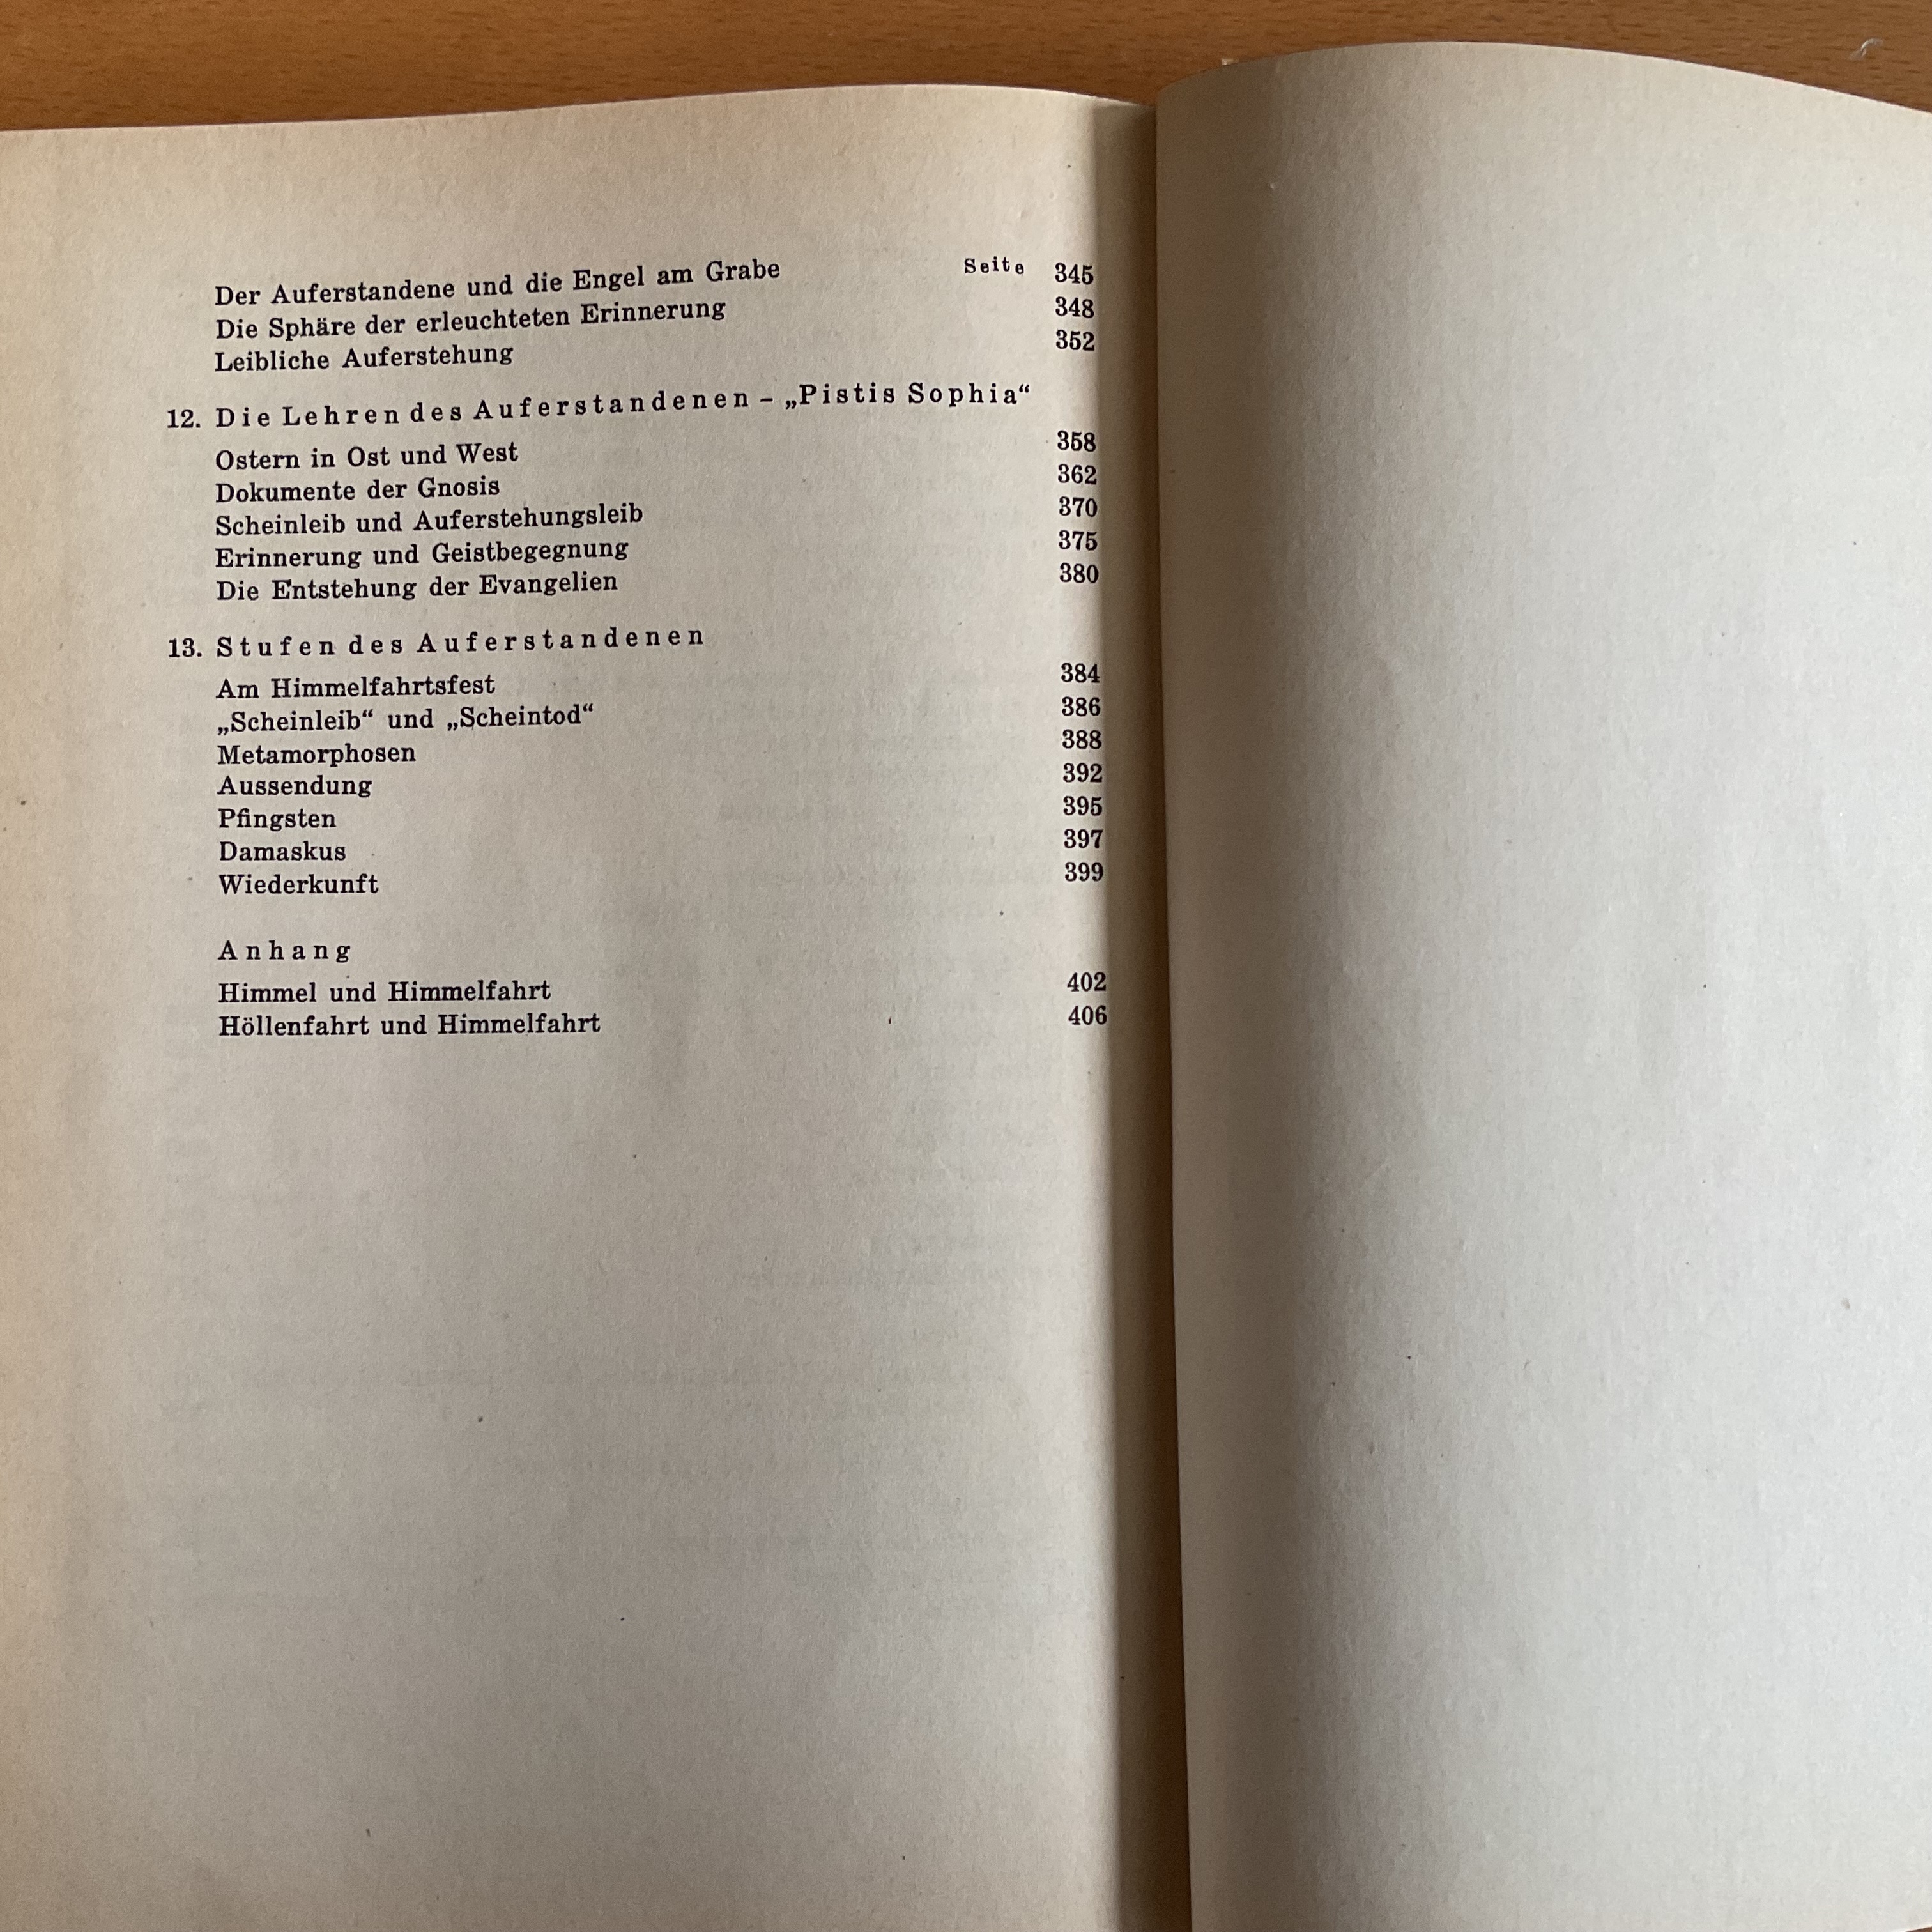 Der Auferstandene und die Engel am Grabe Seite 345
Die Sphäre der erleuchteten Erinnerung 348
Leibliche Auferstehung 352
12. Die Lehren des Auferstandenen – „Pistis Sophia“
Ostern in Ost und West 358
Dokumente der Gnosis 362
Scheinleib und Auferstehungsleib 370
Erinnerung und Geistbegegnung 375
Die Entstehung der Evangelien 380
13. Stufen des Auferstandenen
Am Himmelfahrtsfest 384
„Scheinleib“ und „Scheintod“ 386
Metamorphosen 388
Aussendung 392
Pfingsten 395
Damaskus 397
Wiederkunft 399
Anhang
Himmel und Himmelfahrt 402
Höllenfahrt und Himmelfahrt 406